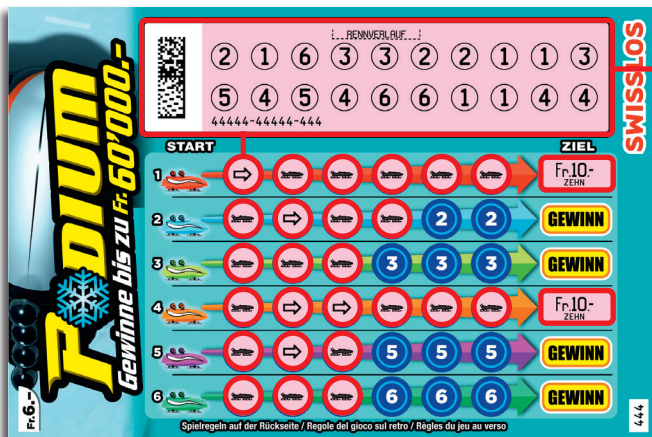 RENNVERLAUF
2 1 6 3 3 2 2 1 1 3
5 4 5 4 6 6 1 1 4 4
44444-44444-444
SWISSLOS
PODIUM
Gewinne bis zu Fr. 60'000.-
Fr.6.-
START ZIEL
1 Fr.10.-
ZEHN
2 2 2 GEWINN
3 3 3 3 GEWINN
4 Fr.10.-
ZEHN
5 5 5 5 GEWINN
6 6 6 6 GEWINN
Spielregeln auf der Rückseite / Regole del gioco sul retro / Règles du jeu au verso
444